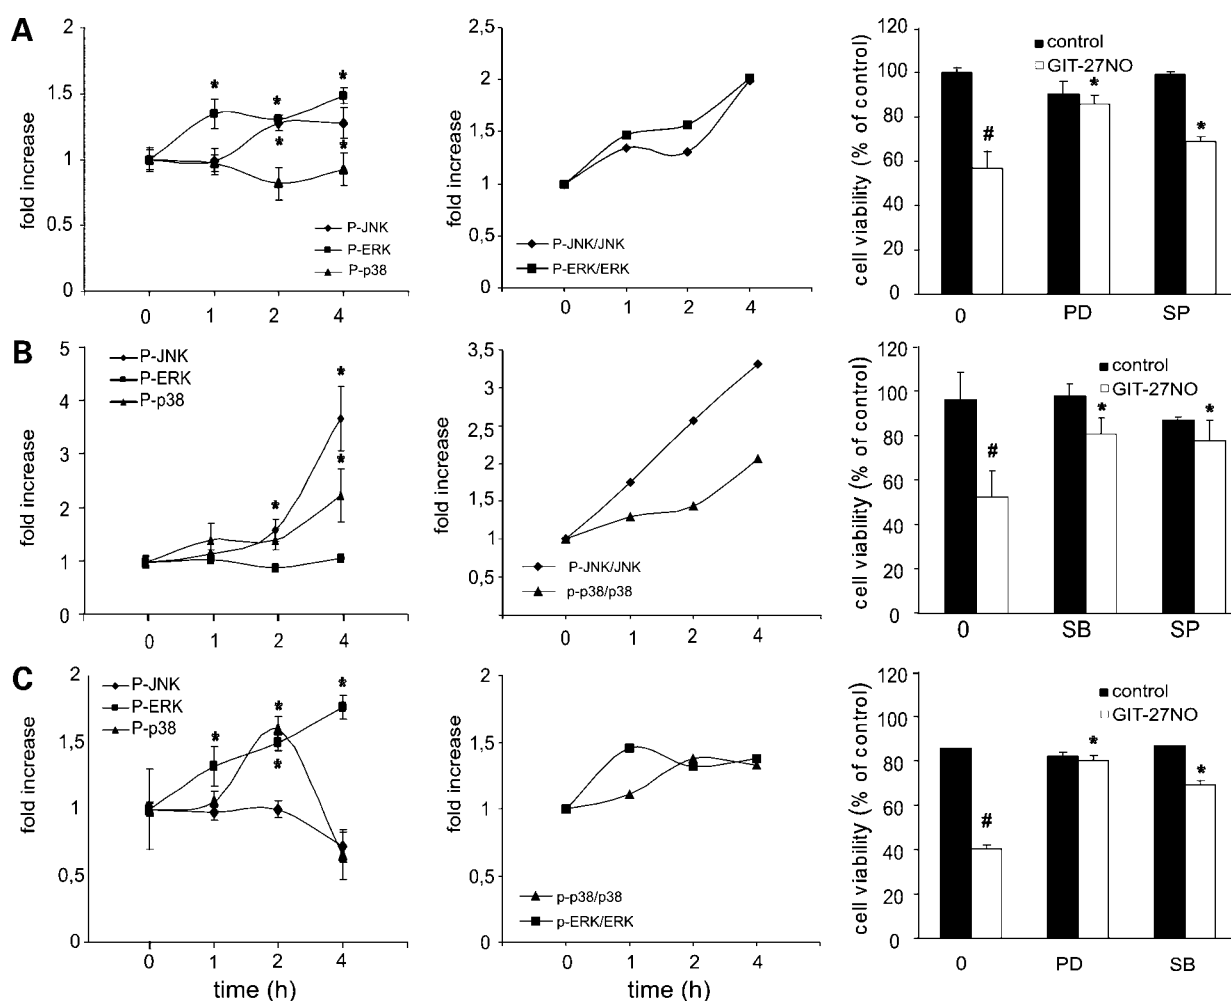 A
fold increase
2
1.5
1
0.5
0
* * *
* *
P-JNK
P-ERK
P-p38
0 1 2 4
fold increase
2,5
2
1,5
1
0,5
0
P-JNK/JNK
P-ERK/ERK
0 1 2 4
cell viability (% of control)
120
100
80
60
40
20
0
control
GIT-27NO
# * *
0 PD SP
B
fold increase
5
4
3
2
1
0
P-JNK
P-ERK
P-p38
* *
*
0 1 2 4
fold increase
3,5
3
2,5
2
1,5
1
0,5
P-JNK/JNK
p-p38/p38
0 1 2 4
cell viability (% of control)
120
100
80
60
40
20
0
control
GIT-27NO
# * *
0 SB SP
C
fold increase
2
1,5
1
0,5
0
P-JNK
P-ERK
P-p38
* * *
*
0 1 2 4
time (h)
fold increase
2
1,5
1
0,5
0
p-p38/p38
p-ERK/ERK
0 1 2 4
time (h)
cell viability (% of control)
120
100
80
60
40
20
0
control
GIT-27NO
# * *
0 PD SB